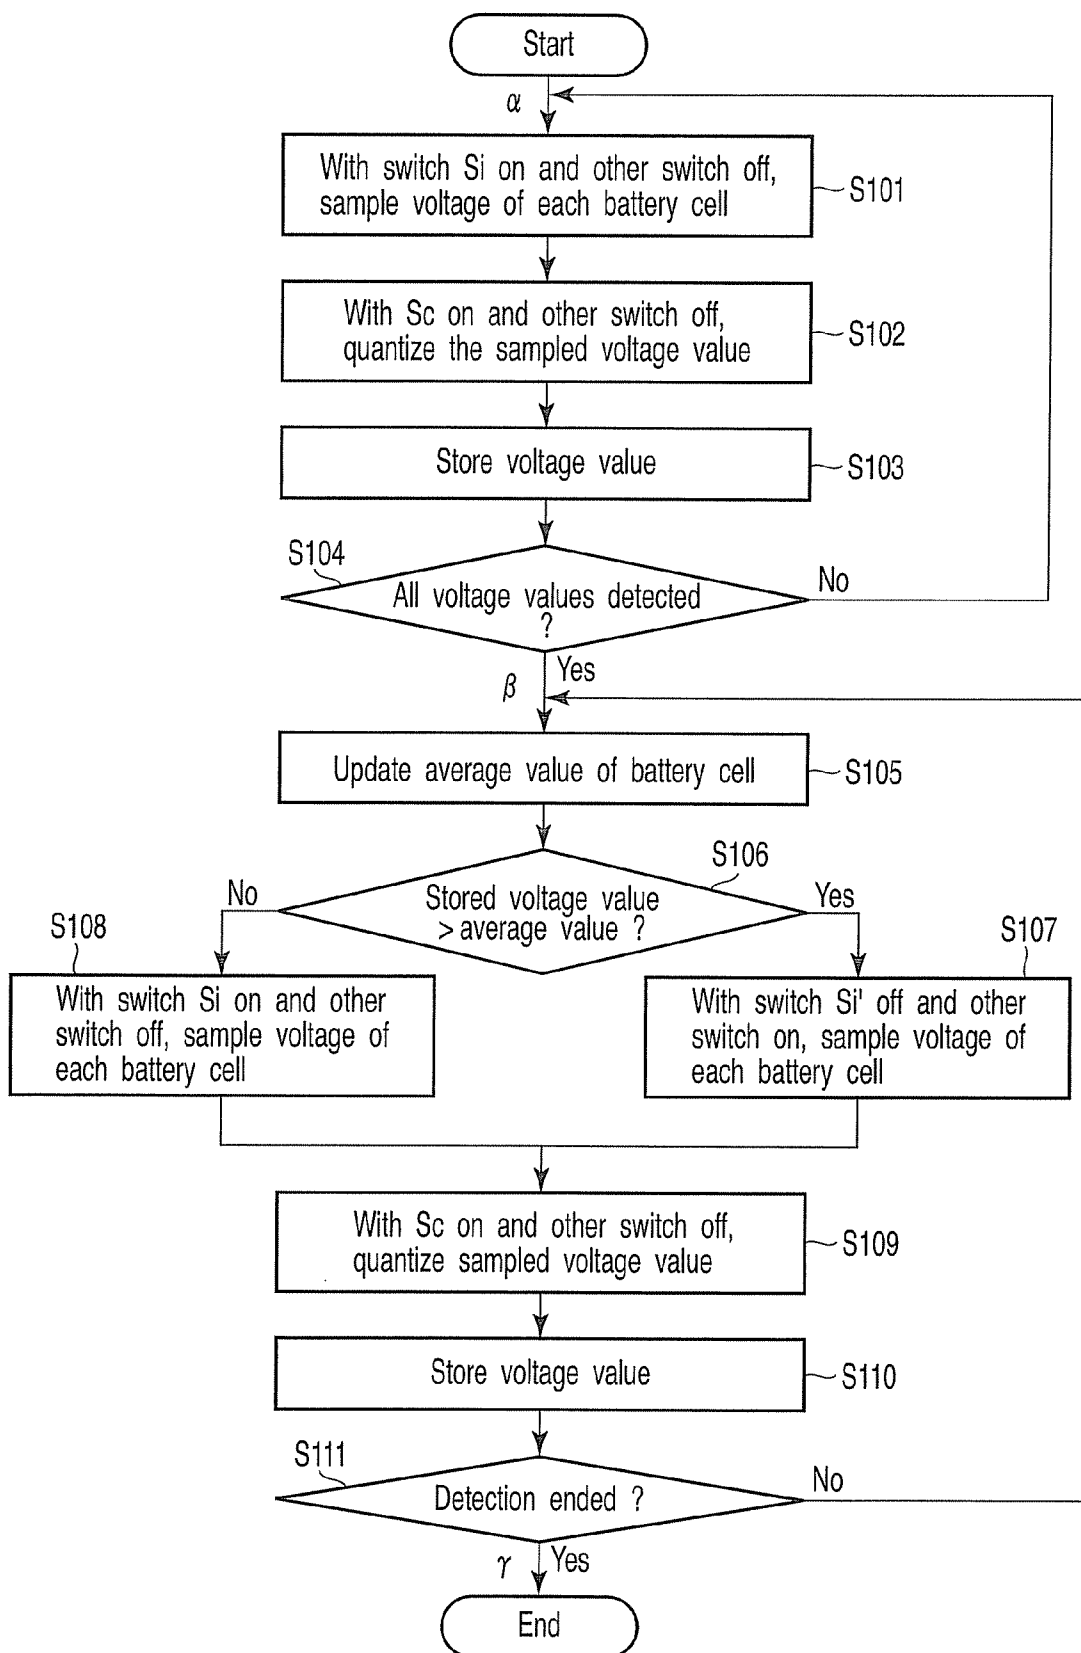 Start
α
With switch Si on and other switch off,
sample voltage of each battery cell
S101
With Sc on and other switch off,
quantize the sampled voltage value
S102
Store voltage value
S103
S104
All voltage values detected
?
No
Yes
β
Update average value of battery cell
S105
S106
Stored voltage value
> average value ?
No
Yes
S108
With switch Si on and other
switch off, sample voltage of
each battery cell
S107
With switch Si' off and other
switch on, sample voltage of
each battery cell
With Sc on and other switch off,
quantize sampled voltage value
S109
Store voltage value
S110
S111
Detection ended ?
No
γ
Yes
End